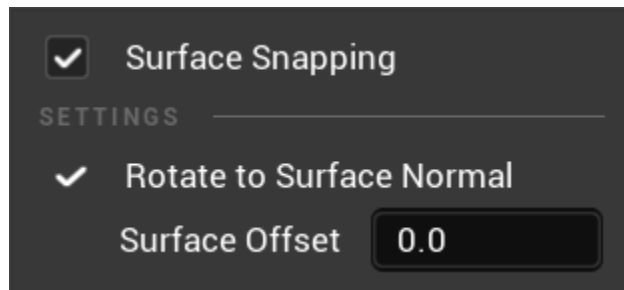 Surface Snapping
SETTINGS
Rotate to Surface Normal
Surface Offset 0.0